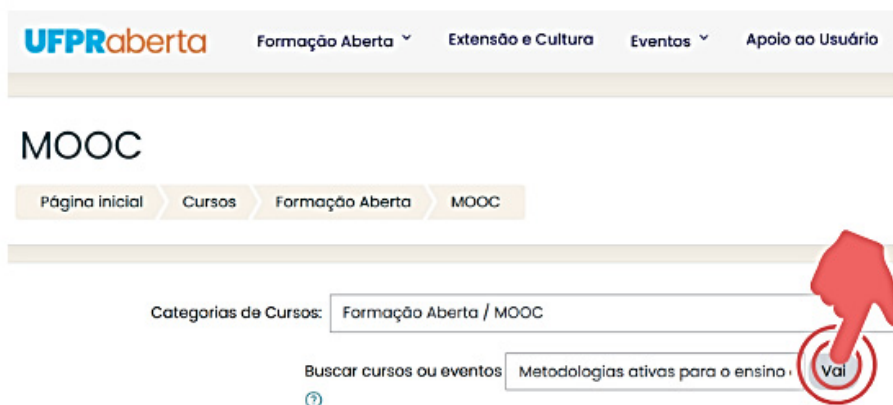 UFPRaberta Formação Aberta Extensão e Cultura Eventos Apoio ao Usuário
MOOC
Página inicial Cursos Formação Aberta MOOC
Categorias de Cursos: Formação Aberta / MOOC
Buscar cursos ou eventos Metodologias ativas para o ensino Vai
?